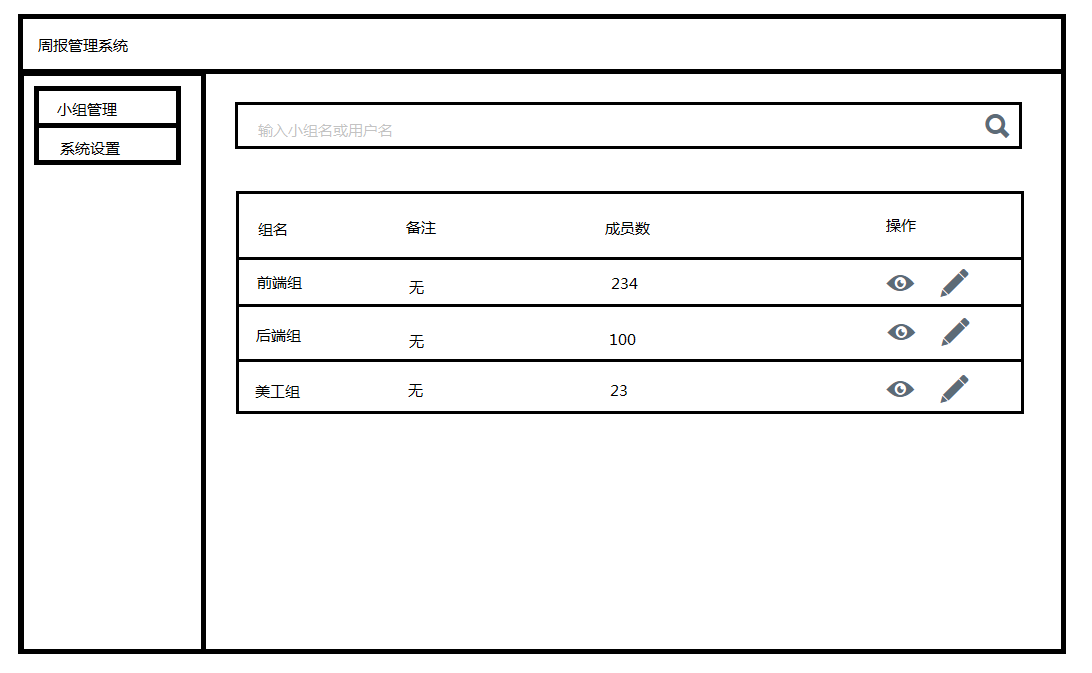 周报管理系统
小组管理
系统设置
输入小组名或用户名
组名 备注 成员数 操作
前端组 无 234
后端组 无 100
美工组 无 23